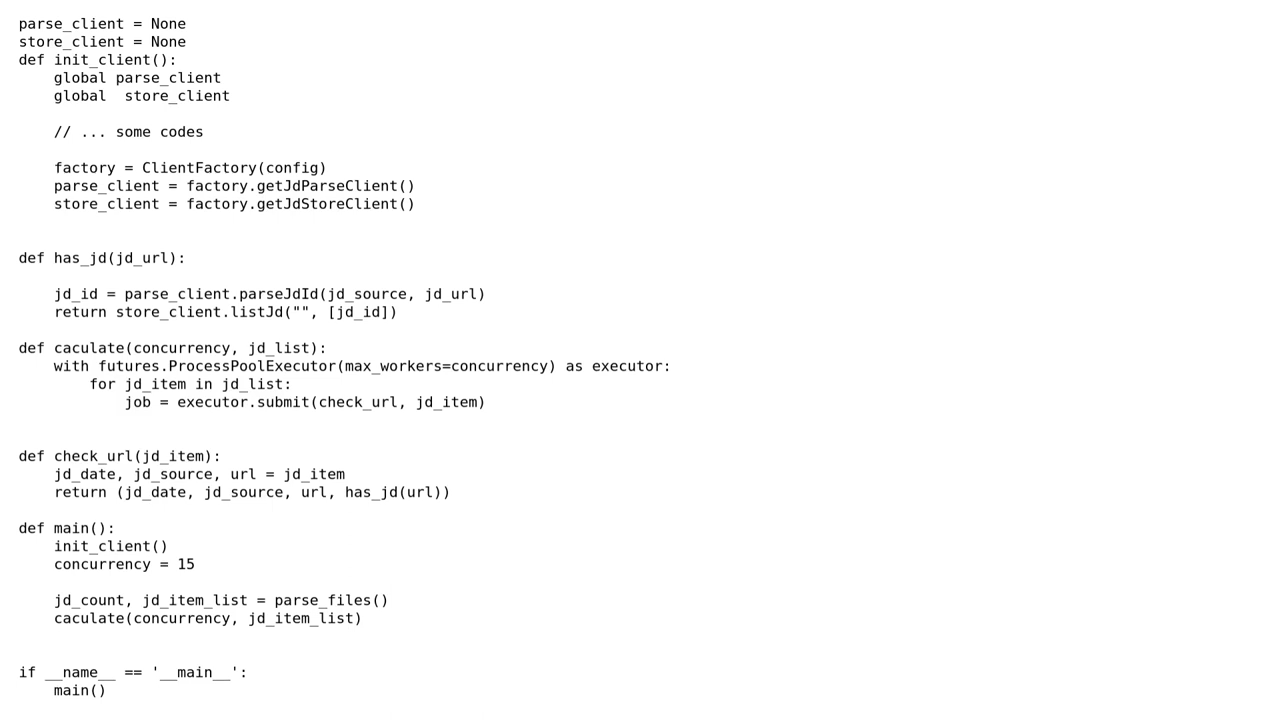 parse_client = None
store_client = None
def init_client():
    global parse_client
    global  store_client
    // ... some codes
    factory = ClientFactory(config)
    parse_client = factory.getJdParseClient()
    store_client = factory.getJdStoreClient()
def has_jd(jd_url):
    jd_id = parse_client.parseJdId(jd_source, jd_url)
    return store_client.listJd("", [jd_id])
def caculate(concurrency, jd_list):
    with futures.ProcessPoolExecutor(max_workers=concurrency) as executor:
        for jd_item in jd_list:
            job = executor.submit(check_url, jd_item)
def check_url(jd_item):
    jd_date, jd_source, url = jd_item
    return (jd_date, jd_source, url, has_jd(url))
def main():
    init_client()
    concurrency = 15
    jd_count, jd_item_list = parse_files()
    caculate(concurrency, jd_item_list)
if __name__ == '__main__':
    main()